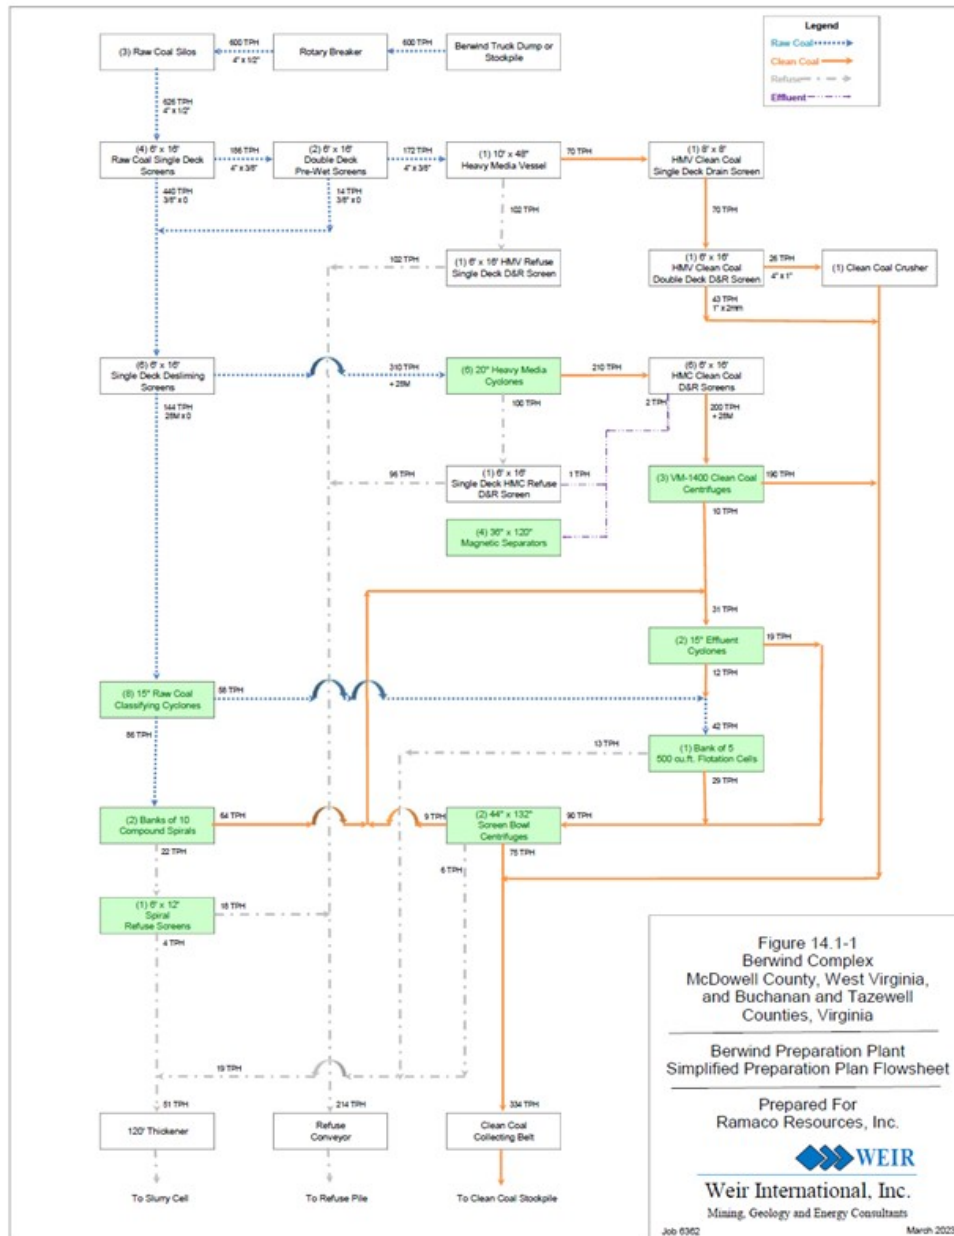 Legend
Raw Coal
Clean Coal
Refuse
Effluent
(3) Raw Coal Silos
600 TPH
4" x 1/2"
Rotary Breaker
600 TPH
Berwind Truck Dump or
Stockpile
626 TPH
4" x 1/2"
(4) 6' x 16'
Raw Coal Single Deck
Screens
186 TPH
4" x 3/8"
(2) 6' x 16'
Double Deck
Pre-Wet Screens
172 TPH
4" x 3/8"
(1) 10' x 48"
Heavy Media Vessel
70 TPH
(1) 8' x 8'
HMV Clean Coal
Single Deck Drain Screen
440 TPH
3/8" x 0
14 TPH
3/8" x 0
102 TPH
70 TPH
102 TPH
(1) 6' x 16' HMV Refuse
Single Deck D&R Screen
(1) 6' x 16'
HMV Clean Coal
Double Deck D&R Screen
26 TPH
4" x 1"
(1) Clean Coal Crusher
43 TPH
1" x 2mm
(6) 6' x 16'
Single Deck Desliming
Screens
310 TPH
+ 28M
(6) 20" Heavy Media
Cyclones
210 TPH
(6) 6' x 16'
HMC Clean Coal
D&R Screens
144 TPH
28M x 0
100 TPH
2 TPH
200 TPH
+ 28M
96 TPH
(1) 6' x 16'
Single Deck HMC Refuse
D&R Screen
1 TPH
(3) VM-1400 Clean Coal
Centrifuges
190 TPH
10 TPH
(4) 36" x 120"
Magnetic Separators
31 TPH
(2) 15" Effluent
Cyclones
19 TPH
12 TPH
(8) 15" Raw Coal
Classifying Cyclones
58 TPH
86 TPH
42 TPH
13 TPH
(1) Bank of 5
500 cu.ft. Flotation Cells
29 TPH
(2) Banks of 10
Compound Spirals
64 TPH
9 TPH
(2) 44" x 132"
Screen Bowl
Centrifuges
90 TPH
22 TPH
6 TPH
75 TPH
(1) 6' x 12'
Spiral
Refuse Screens
18 TPH
4 TPH
19 TPH
51 TPH
214 TPH
334 TPH
120' Thickener
Refuse
Conveyor
Clean Coal
Collecting Belt
To Slurry Cell
To Refuse Pile
To Clean Coal Stockpile
Figure 14.1-1
Berwind Complex
McDowell County, West Virginia,
and Buchanan and Tazewell
Counties, Virginia
Berwind Preparation Plant
Simplified Preparation Plan Flowsheet
Prepared For
Ramaco Resources, Inc.
WEIR
Weir International, Inc.
Mining, Geology and Energy Consultants
Job 6362
March 2023